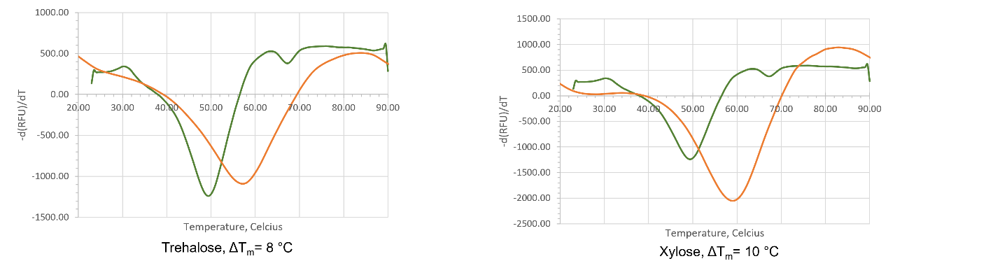 1000.00
500.00
0.00
-500.00
-1000.00
-1500.00
20.00 30.00 40.00 50.00 60.00 70.00 80.00 90.00
-d(RFU)/dT
Temperature, Celcius
Trehalose, ΔTm= 8 °C
1500.00
1000.00
500.00
0.00
-500.00
-1000.00
-1500.00
-2000.00
-2500.00
20.00 30.00 40.00 50.00 60.00 70.00 80.00 90.00
-d(RFU)/dT
Temperature, Celcius
Xylose, ΔTm= 10 °C